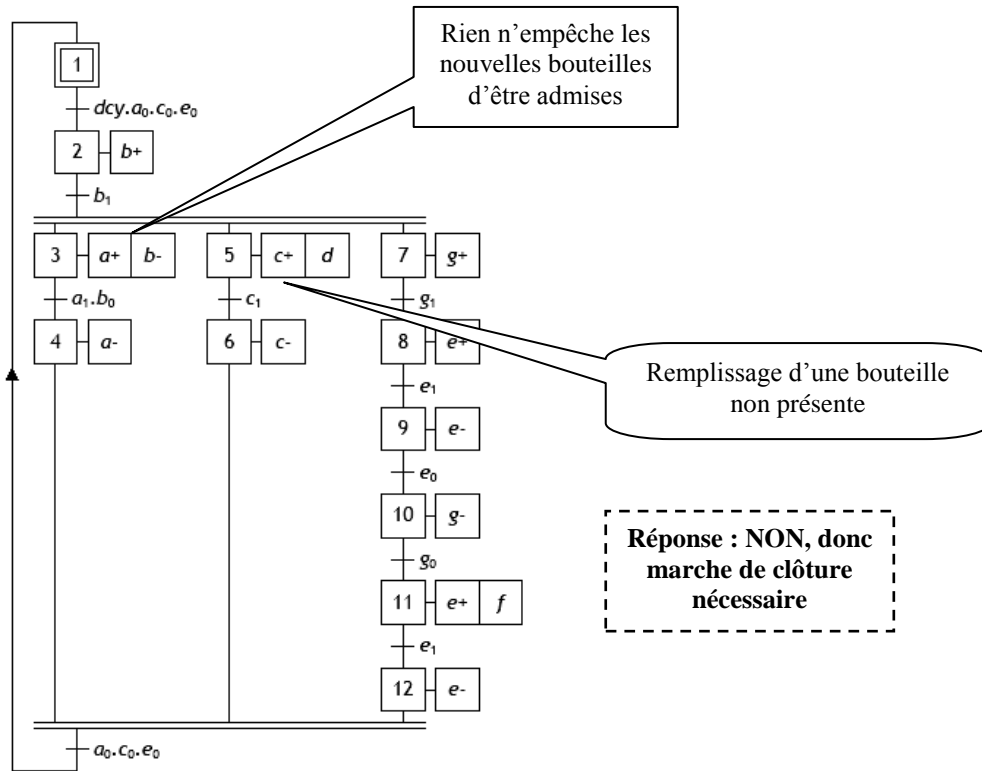 Rien n'empêche les
nouvelles bouteilles
d'être admises
1
dcy.a₀.c₀.e₀
2 b+
b₁
3 a+ b- 5 c+ d 7 g+
a₁.b₀ c₁ g₁
4 a- 6 c- 8 e+
Remplissage d'une bouteille
non présente
e₁
9 e-
e₀
10 g-
g₀
Réponse : NON, donc
marche de clôture
nécessaire
11 e+ f
e₁
12 e-
a₀.c₀.e₀